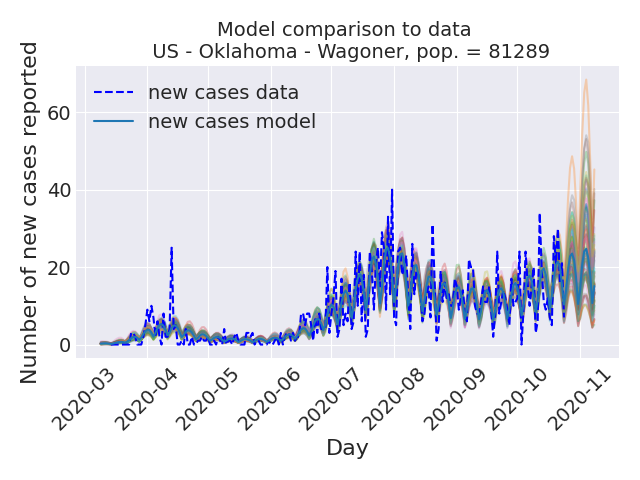 Model comparison to data
US - Oklahoma - Wagoner, pop. = 81289
new cases data
new cases model
Number of new cases reported
60
40
20
0
2020-03
2020-04
2020-05
2020-06
2020-07
2020-08
2020-09
2020-10
2020-11
Day